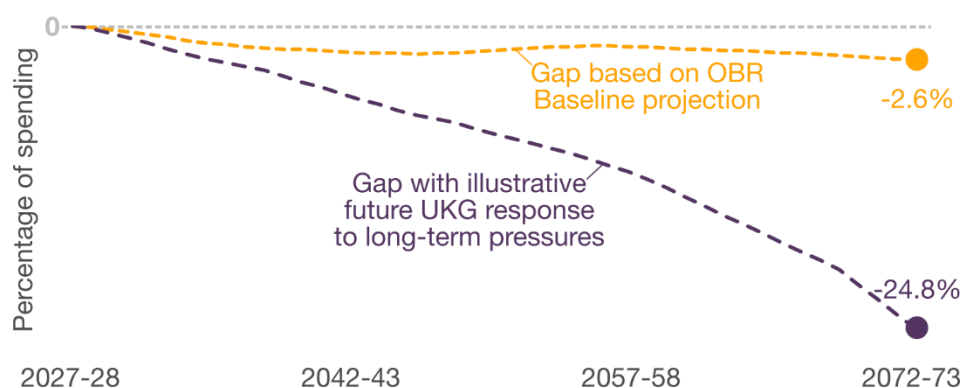 0
Percentage of spending
Gap based on OBR
Baseline projection
-2.6%
Gap with illustrative
future UKG response
to long-term pressures
-24.8%
2027-28
2042-43
2057-58
2072-73